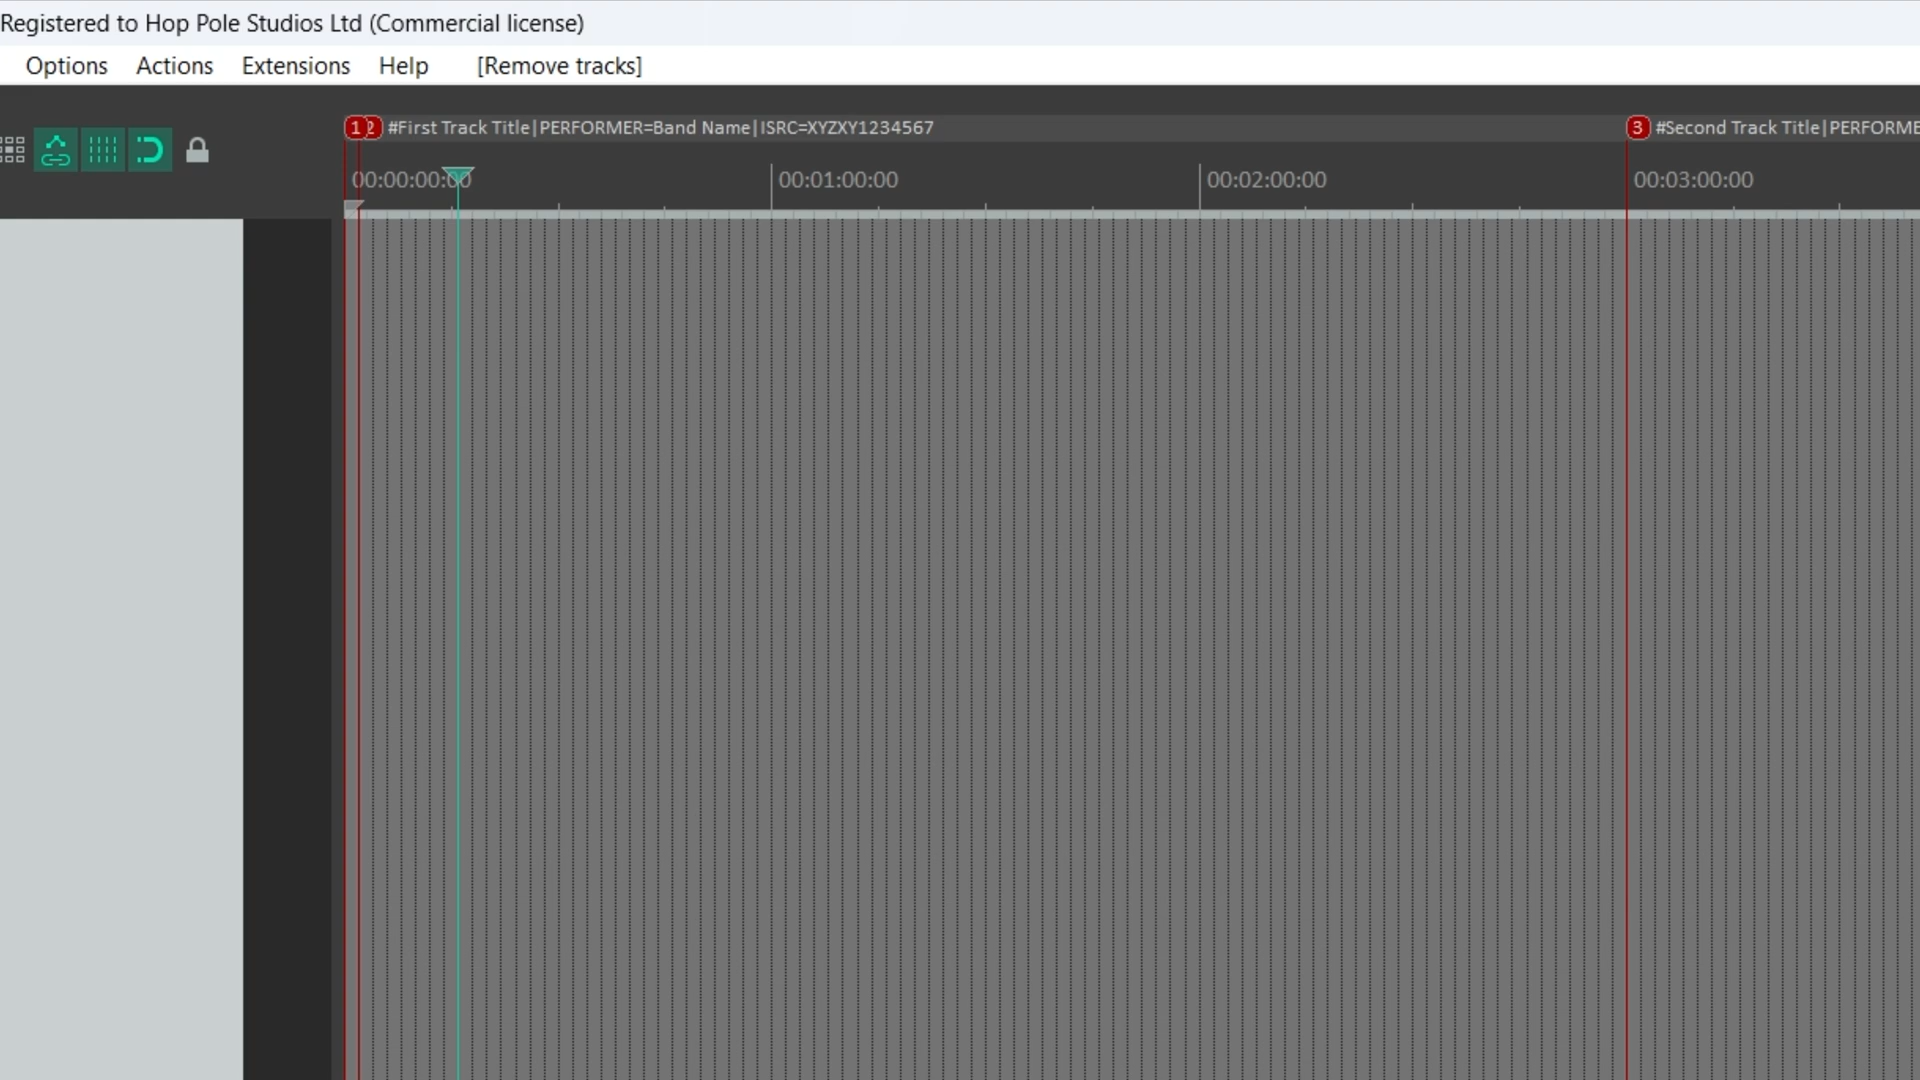 Registered to Hop Pole Studios Ltd (Commercial license)
Options Actions Extensions Help [Remove tracks]
1 2 #First Track Title|PERFORMER=Band Name|ISRC=XYZXY1234567 3 #Second Track Title|PERFORME
00:00:00:00 00:01:00:00 00:02:00:00 00:03:00:00